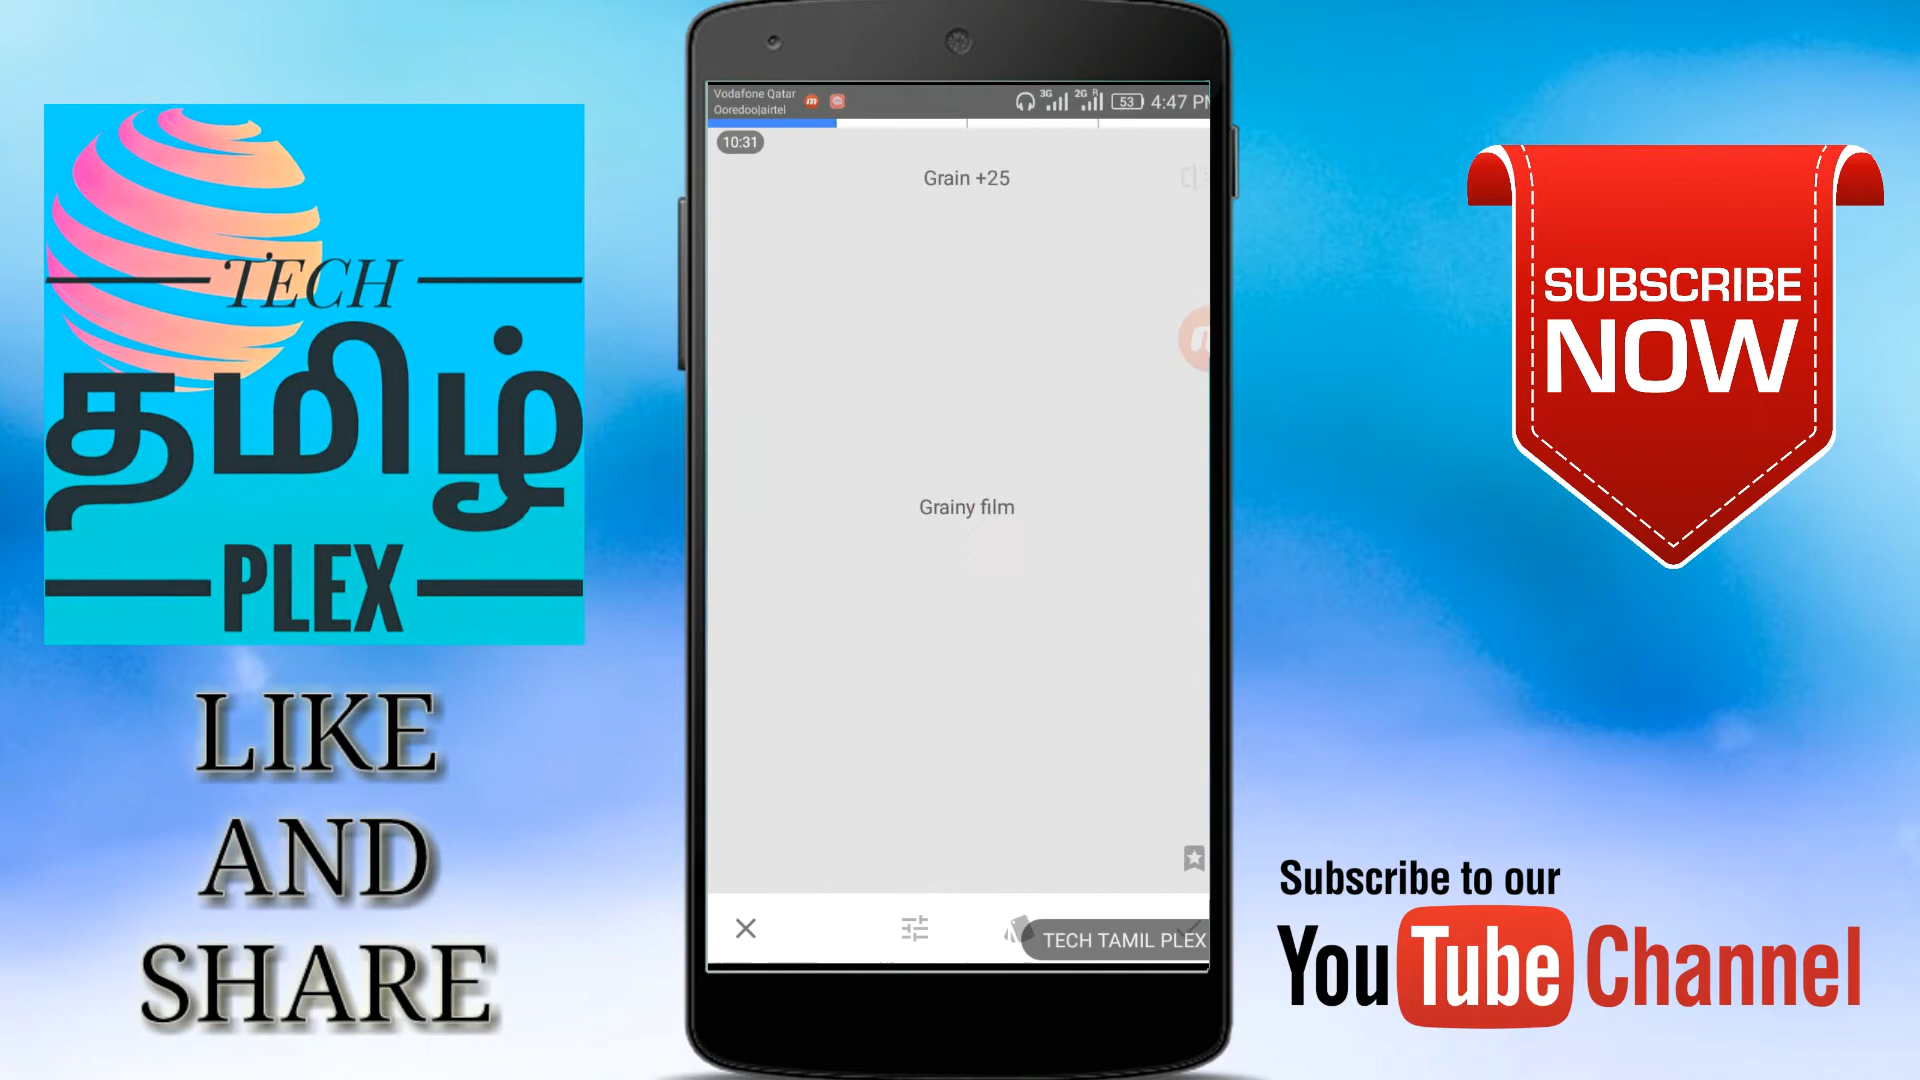 TECH
தமிழ்
PLEX
LIKE
AND
SHARE
Vodafone Qatar
Ooredoo|airtel
3G
2G
R
53
4:47 PM
10:31
Grain +25
Grainy film
TECH TAMIL PLEX
SUBSCRIBE
NOW
Subscribe to our
YouTube Channel